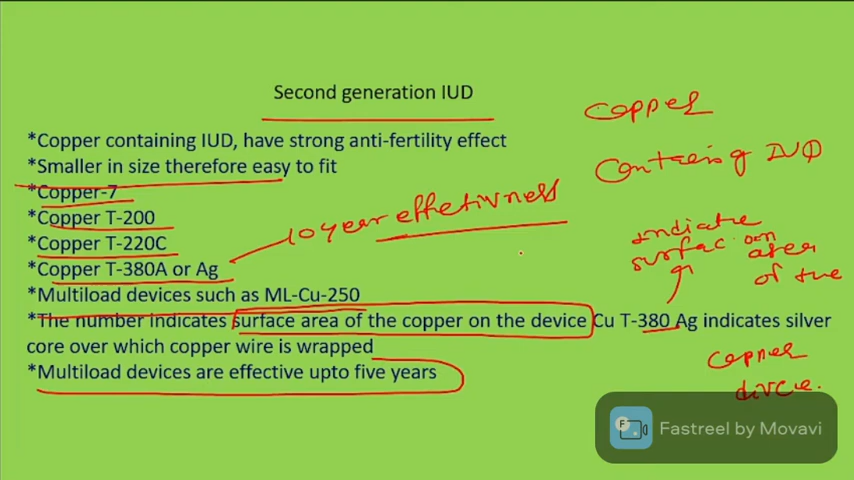 Second generation IUD
*Copper containing IUD, have strong anti-fertility effect
*Smaller in size therefore easy to fit
*Copper-7
*Copper T-200
*Copper T-220C
*Copper T-380A or Ag
*Multiload devices such as ML-Cu-250
*The number indicates surface area of the copper on the device Cu T-380 Ag indicates silver
core over which copper wire is wrapped
*Multiload devices are effective upto five years
10 year effetivness
Copper
Containing IUD
indicate
surfac
area
of the
copper
Fastreel by Movavi